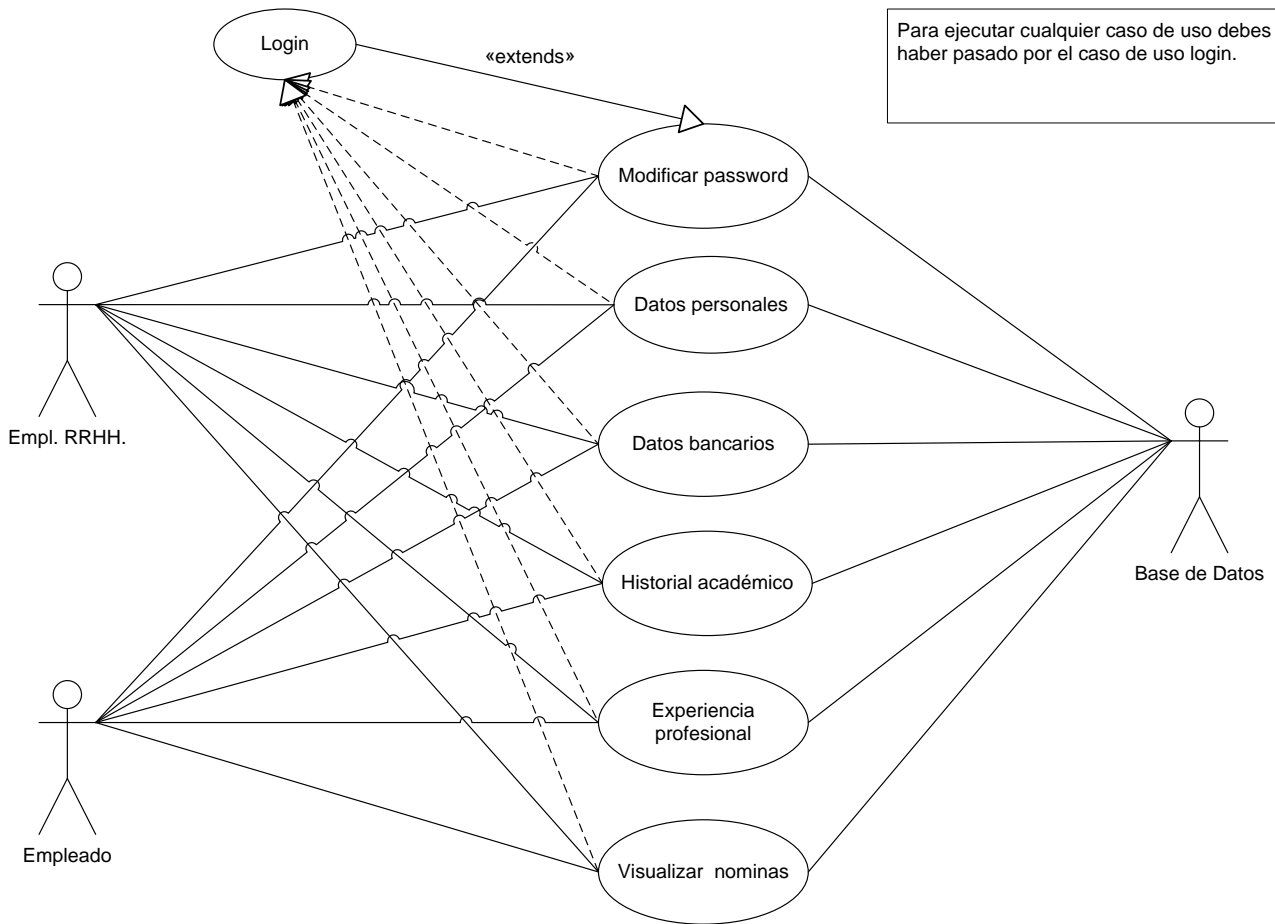 Login
«extends»
Para ejecutar cualquier caso de uso debes
haber pasado por el caso de uso login.
Modificar password
Datos personales
Empl. RRHH.
Datos bancarios
Historial académico
Base de Datos
Experiencia
profesional
Empleado
Visualizar nominas